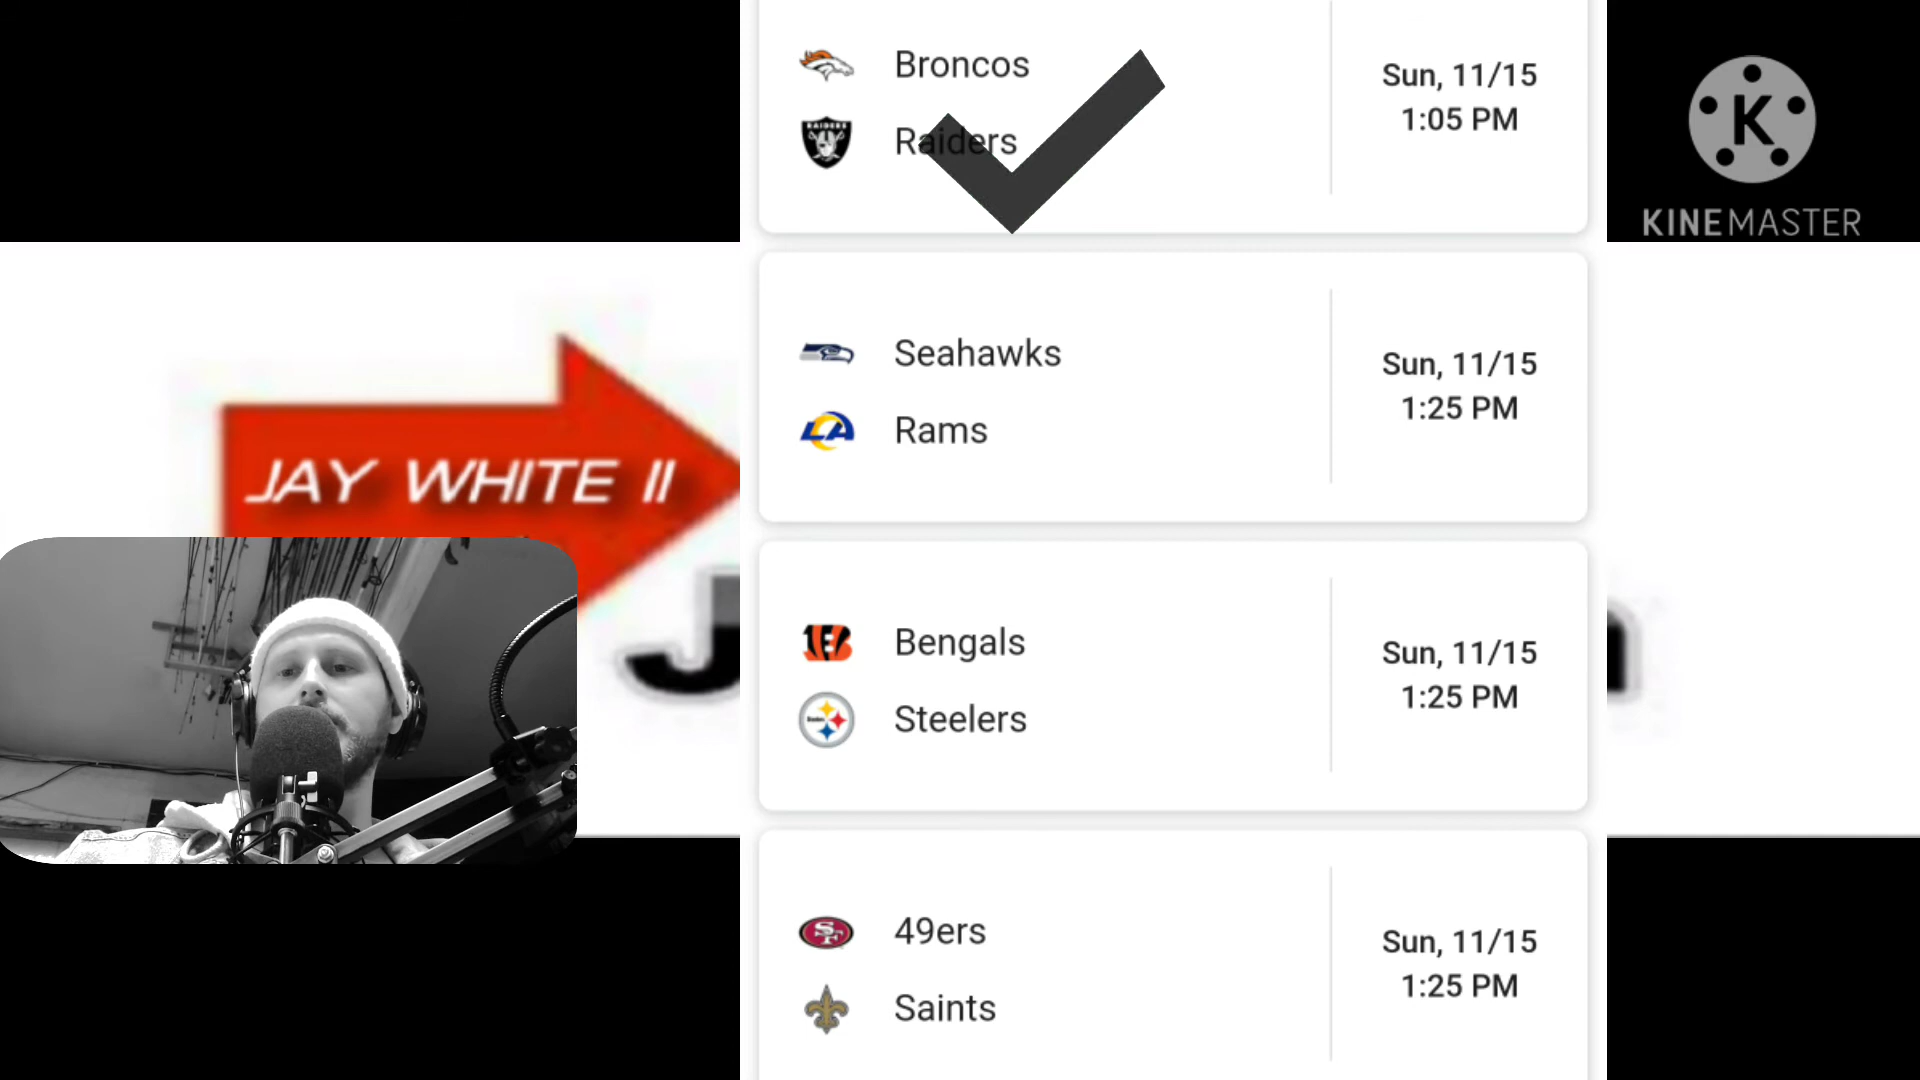 Broncos
Raiders
Sun, 11/15
1:05 PM
KINEMASTER
Seahawks
Rams
Sun, 11/15
1:25 PM
JAY WHITE II
J
Bengals
Steelers
Sun, 11/15
1:25 PM
49ers
Saints
Sun, 11/15
1:25 PM